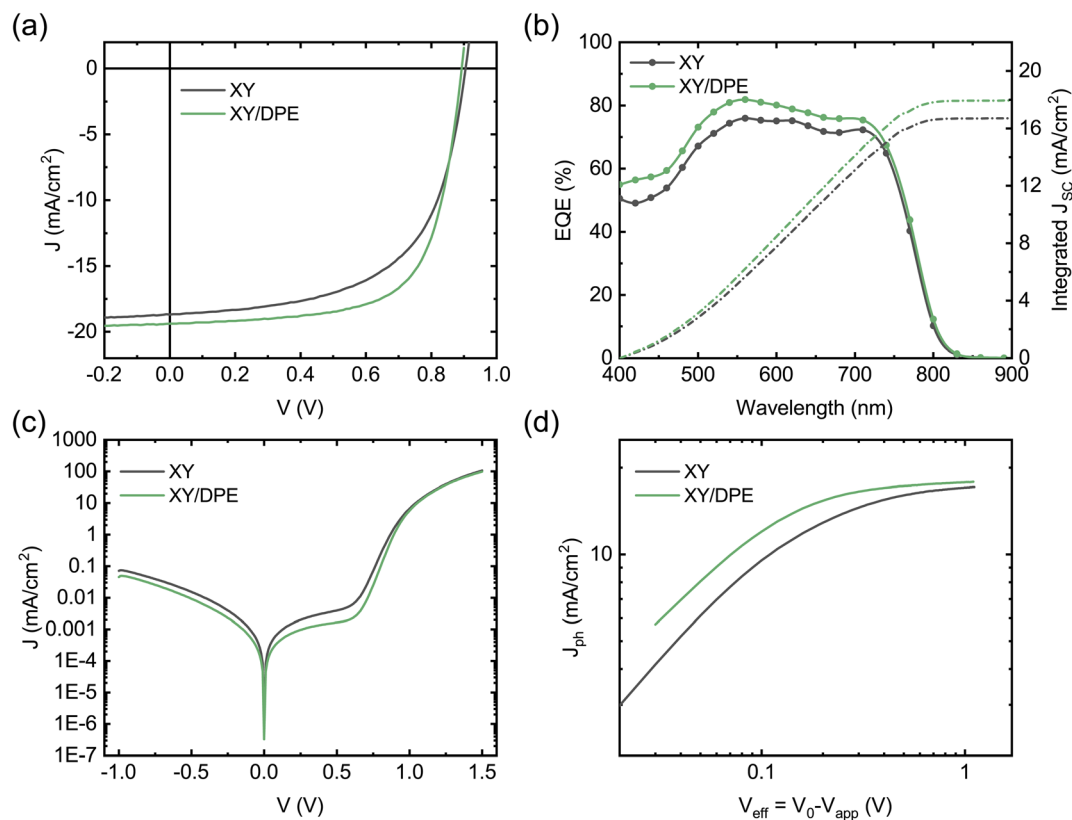 (a)
XY
XY/DPE
0
-5
-10
-15
-20
J (mA/cm²)
-0.2
0.0
0.2
0.4
0.6
0.8
1.0
V (V)
(b)
XY
XY/DPE
100
80
60
40
20
0
EQE (%)
20
16
12
8
4
0
Integrated J_SC (mA/cm²)
400
500
600
700
800
900
Wavelength (nm)
(c)
XY
XY/DPE
1000
100
10
1
0.1
0.01
0.001
1E-4
1E-5
1E-6
1E-7
J (mA/cm²)
-1.0
-0.5
0.0
0.5
1.0
1.5
V (V)
(d)
XY
XY/DPE
10
J_ph (mA/cm²)
0.1
1
V_eff = V_0-V_app (V)